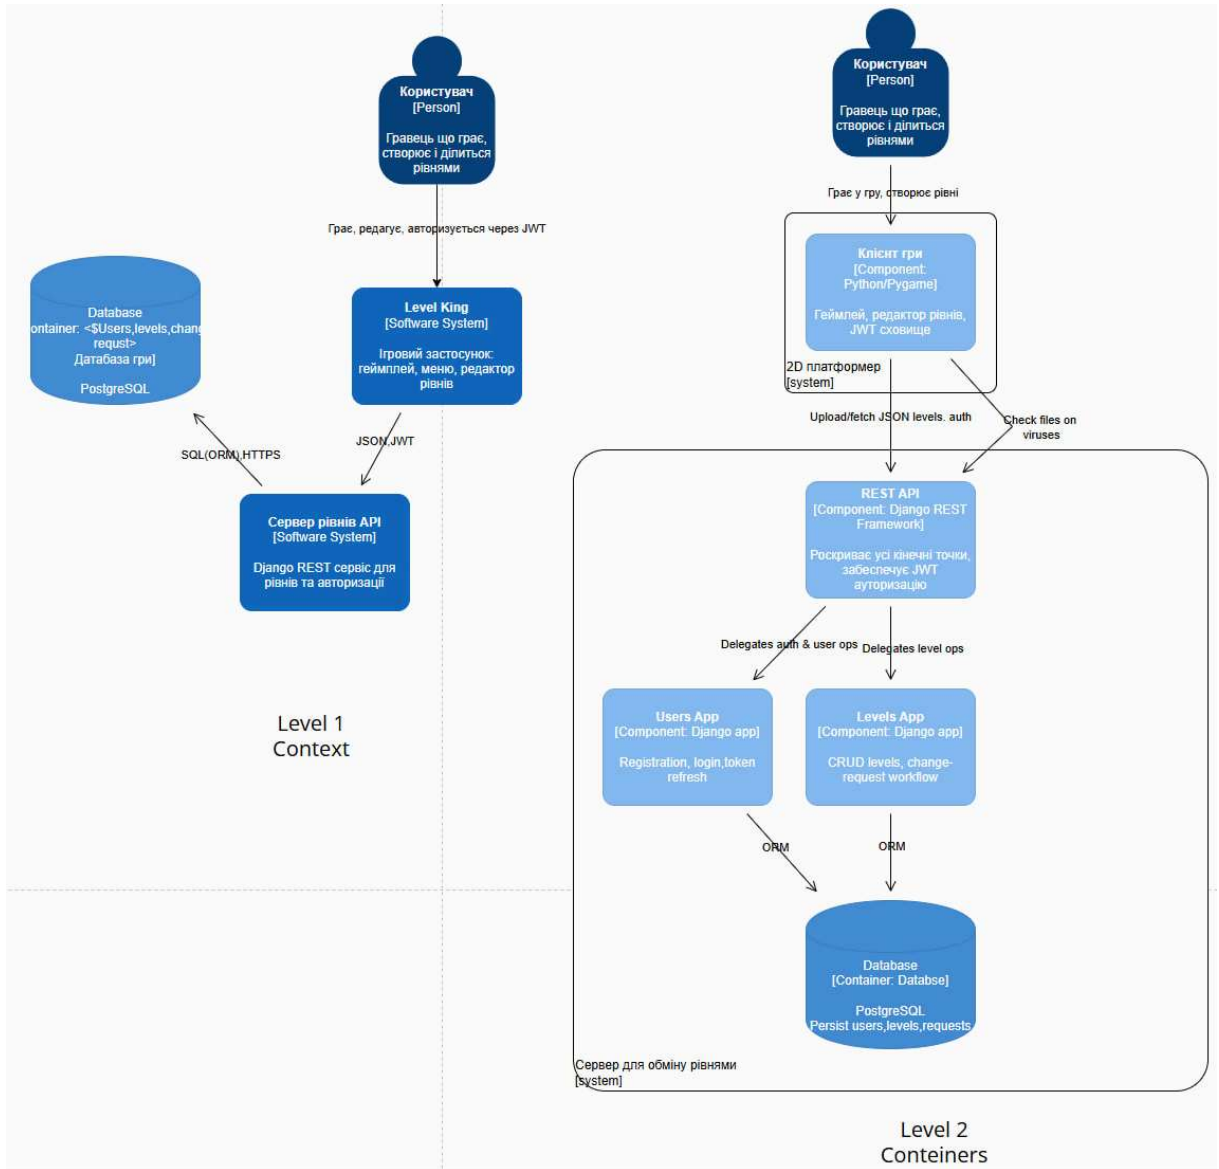 Користувач
[Person]
Гравець що грає,
створює і ділиться
рівнями
Грає, редагує, авторизується через JWT
Level King
[Software System]
Ігровий застосунок:
геймплей, меню, редактор
рівнів
Database
ontainer: <$Users,levels,chang
requst>
Датабаза гри]
PostgreSQL
JSON,JWT
SQL(ORM),HTTPS
Сервер рівнів API
[Software System]
Django REST сервіс для
рівнів та авторизації
Level 1
Context
Користувач
[Person]
Гравець що грає,
створює і ділиться
рівнями
Грає у гру, створює рівні
Клієнт гри
[Component:
Python/Pygame]
Геймлей, редактор рівнів,
JWT сховище
2D платформер
[system]
Upload/fetch JSON levels. auth
Check files on
viruses
REST API
[Component: Django REST
Framework]
Роскриває усі кінечні точки,
забеспечує JWT
ауторизацію
Delegates auth & user ops
Delegates level ops
Users App
[Component: Django app]
Registration, login,token
refresh
Levels App
[Component: Django app]
CRUD levels, change-
request workflow
ORM
ORM
Database
[Container: Databse]
PostgreSQL
Persist users,levels,requests
Сервер для обміну рівнями
[system]
Level 2
Conteiners